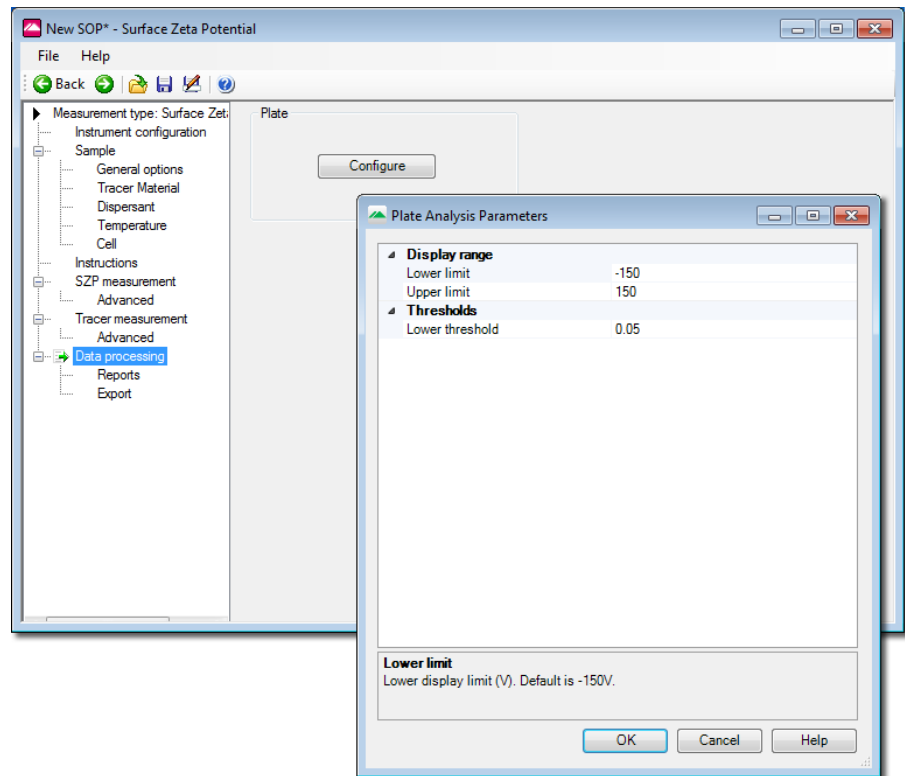 New SOP* - Surface Zeta Potential
File Help
Back
Measurement type: Surface Zet
Instrument configuration
Sample
General options
Tracer Material
Dispersant
Temperature
Cell
Instructions
SZP measurement
Advanced
Tracer measurement
Advanced
Data processing
Reports
Export
Plate
Configure
Plate Analysis Parameters
Display range
Lower limit -150
Upper limit 150
Thresholds
Lower threshold 0.05
Lower limit
Lower display limit (V). Default is -150V.
OK Cancel Help